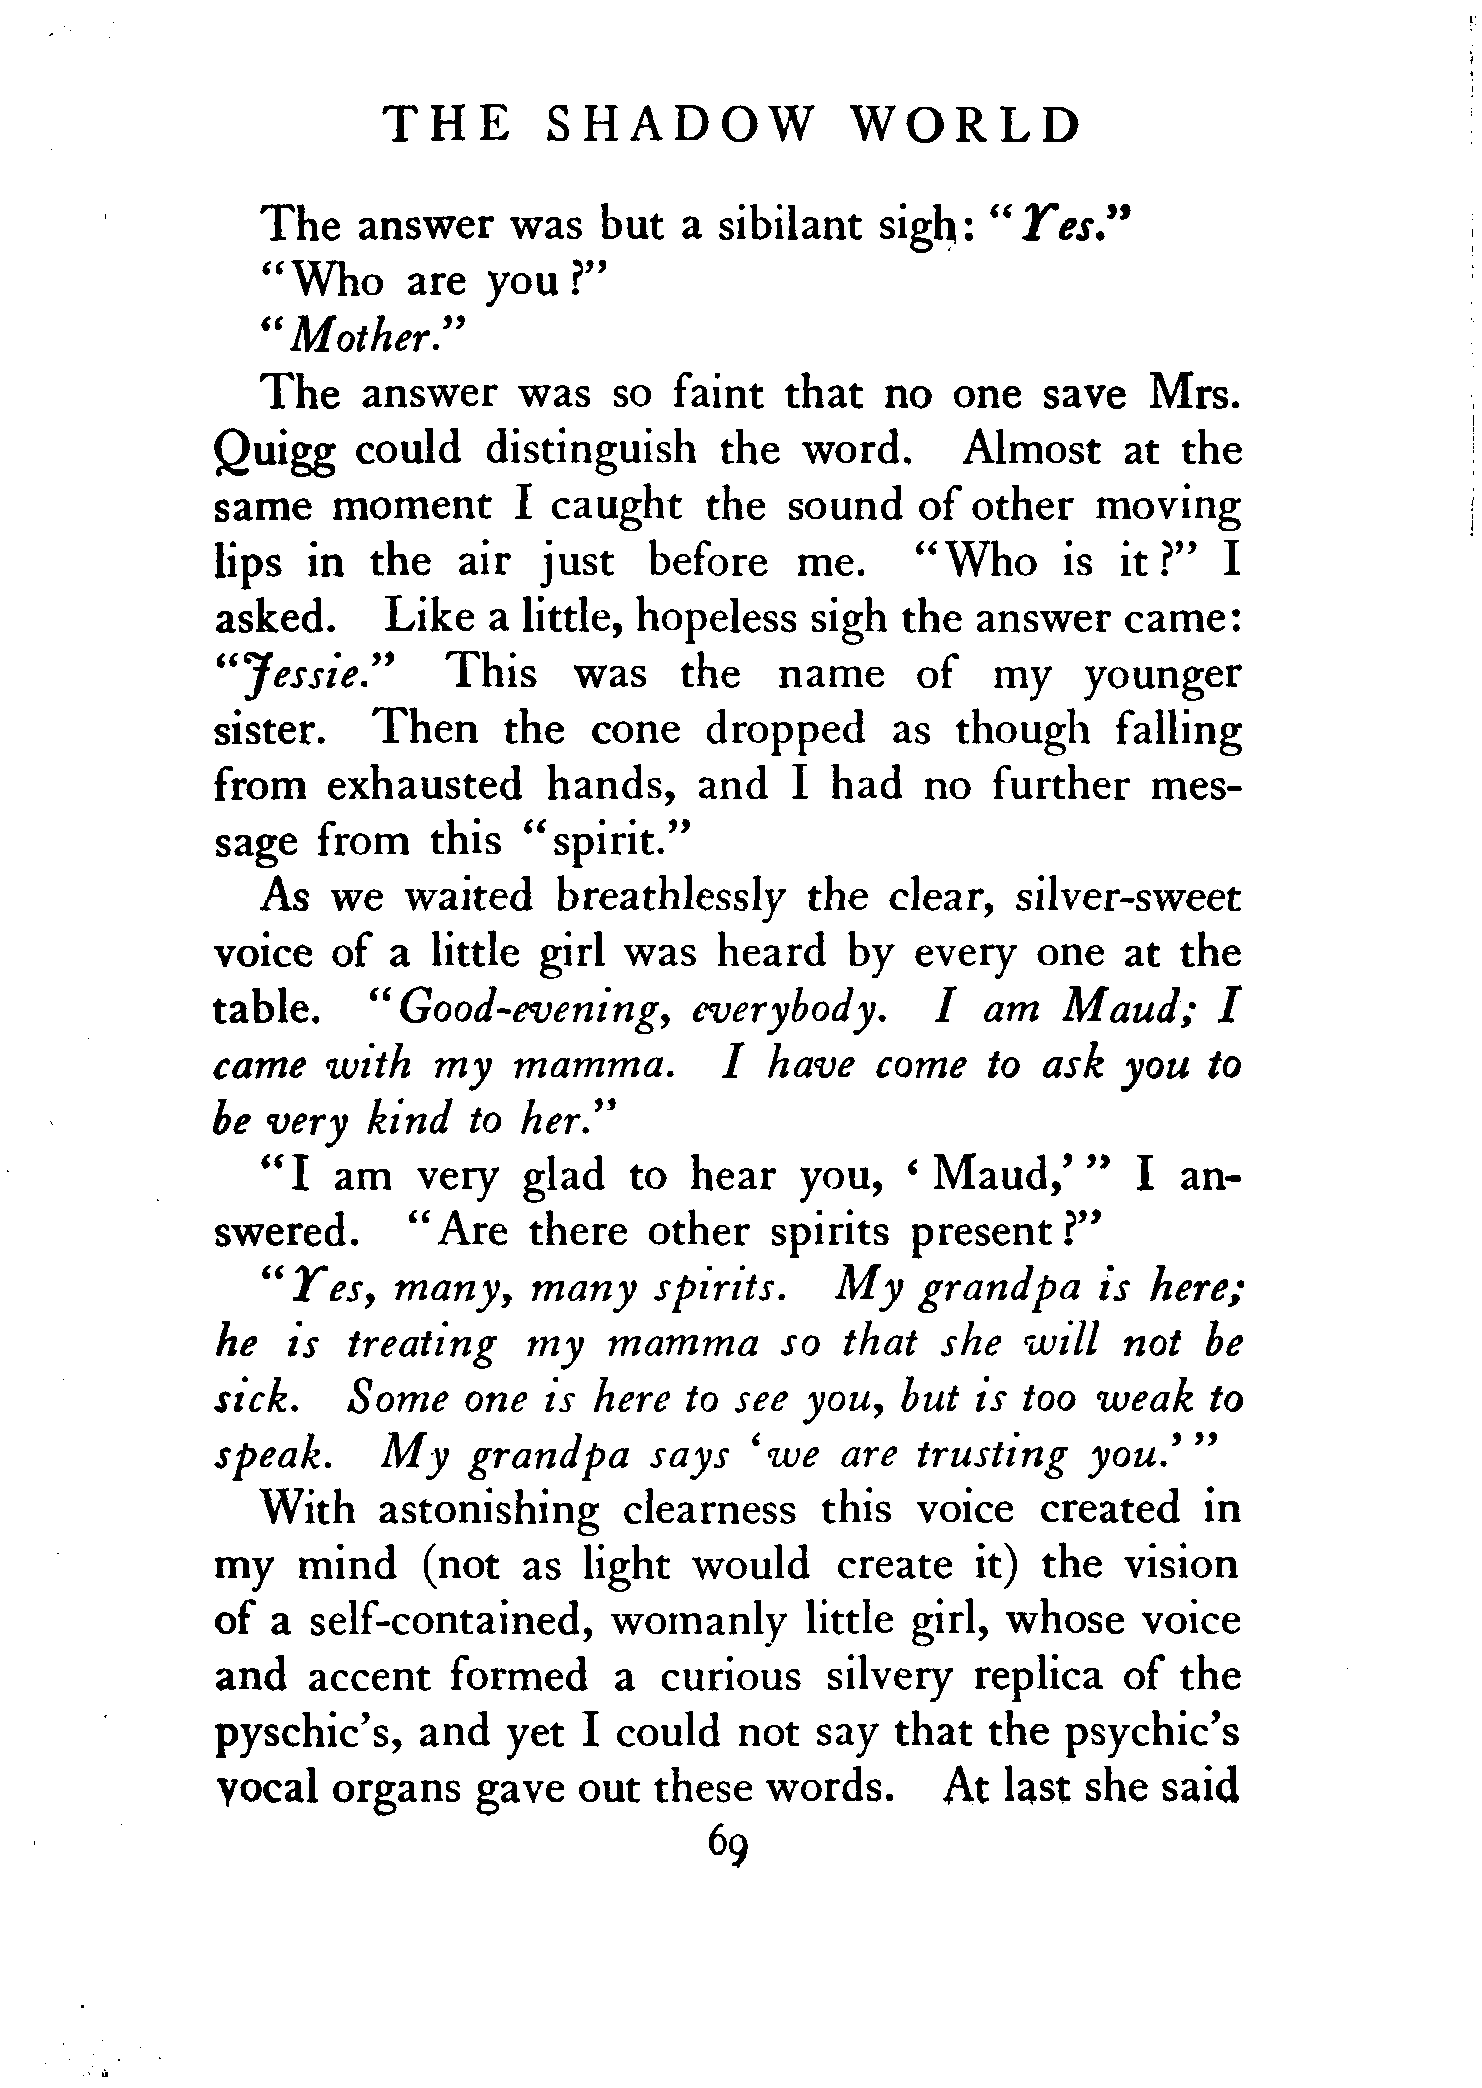 THE SHADOW WORLD
The answer was but a sibilant sigh: "Yes."
"Who are you?"
"Mother."
The answer was so faint that no one save Mrs.
Quigg could distinguish the word. Almost at the
same moment I caught the sound of other moving
lips in the air just before me. "Who is it?" I
asked. Like a little, hopeless sigh the answer came:
"Jessie." This was the name of my younger
sister. Then the cone dropped as though falling
from exhausted hands, and I had no further mes-
sage from this "spirit."
As we waited breathlessly the clear, silver-sweet
voice of a little girl was heard by every one at the
table. "Good-evening, everybody. I am Maud; I
came with my mamma. I have come to ask you to
be very kind to her."
"I am very glad to hear you, 'Maud,'" I an-
swered. "Are there other spirits present?"
"Yes, many, many spirits. My grandpa is here;
he is treating my mamma so that she will not be
sick. Some one is here to see you, but is too weak to
speak. My grandpa says 'we are trusting you.'"
With astonishing clearness this voice created in
my mind (not as light would create it) the vision
of a self-contained, womanly little girl, whose voice
and accent formed a curious silvery replica of the
pyschic's, and yet I could not say that the psychic's
vocal organs gave out these words. At last she said
69